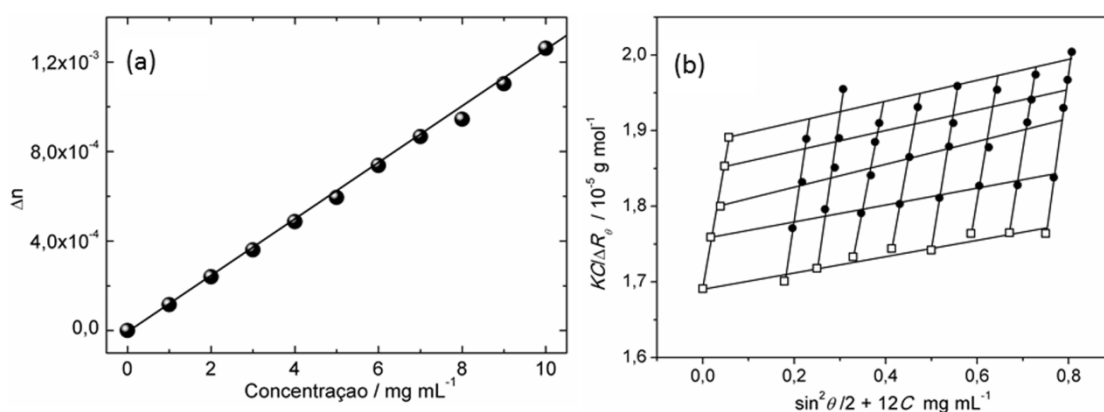 (a)
Δn
1,2x10⁻³
8,0x10⁻⁴
4,0x10⁻⁴
0,0
0 2 4 6 8 10
Concentraçao / mg mL⁻¹
(b)
KC/ΔR_θ / 10⁻⁵ g mol⁻¹
2,0
1,9
1,8
1,7
1,6
0,0 0,2 0,4 0,6 0,8
sin²θ/2 + 12C mg mL⁻¹